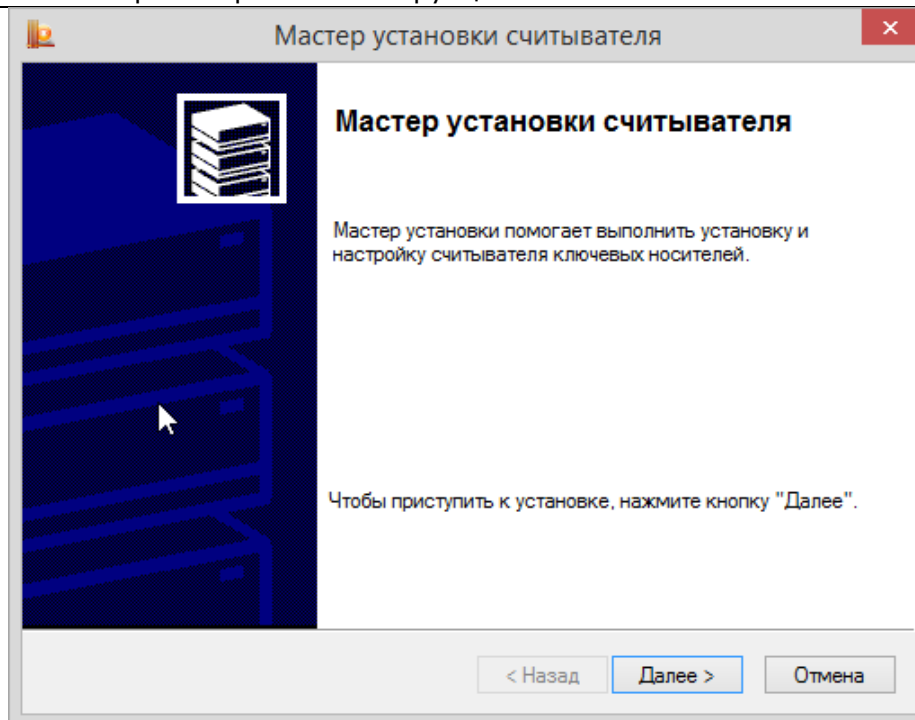 Мастер установки считывателя
Мастер установки считывателя
Мастер установки помогает выполнить установку и
настройку считывателя ключевых носителей.
Чтобы приступить к установке, нажмите кнопку "Далее".
< Назад
Далее >
Отмена